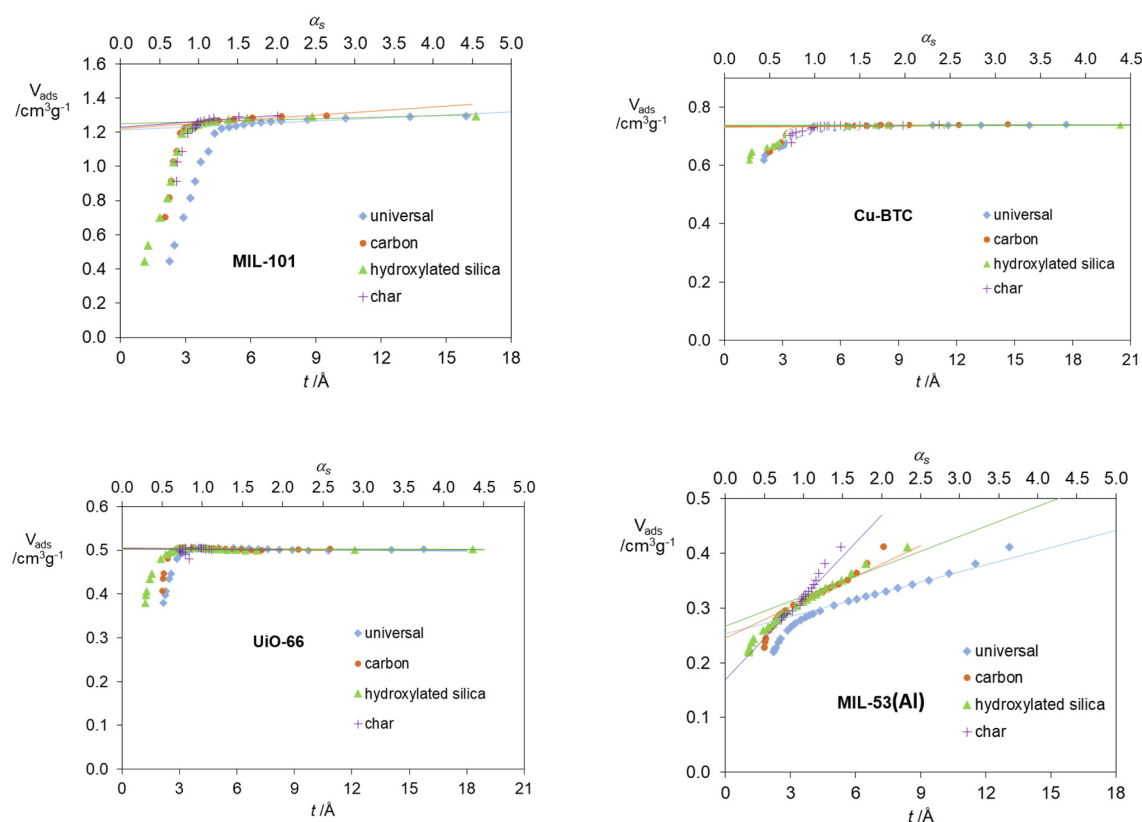 αs
0.0 0.5 1.0 1.5 2.0 2.5 3.0 3.5 4.0 4.5 5.0
1.6
Vads
/cm³g-1
1.4
1.2
1.0
0.8
0.6
0.4
0.2
0.0
universal
carbon
hydroxylated silica
char
MIL-101
0 3 6 9 12 15 18
t /Å
αs
0.0 0.5 1.0 1.5 2.0 2.5 3.0 3.5 4.0 4.5
Vads
/cm³g-1
0.8
0.6
0.4
0.2
0.0
Cu-BTC
universal
carbon
hydroxylated silica
char
0 3 6 9 12 15 18 21
t /Å
αs
0.0 0.5 1.0 1.5 2.0 2.5 3.0 3.5 4.0 4.5 5.0
Vads
/cm³g-1
0.6
0.5
0.4
0.3
0.2
0.1
0.0
UiO-66
universal
carbon
hydroxylated silica
char
0 3 6 9 12 15 18 21
t /Å
αs
0.0 0.5 1.0 1.5 2.0 2.5 3.0 3.5 4.0 4.5 5.0
Vads
/cm³g-1
0.5
0.4
0.3
0.2
0.1
0.0
universal
carbon
hydroxylated silica
char
MIL-53(Al)
0 3 6 9 12 15 18
t /Å